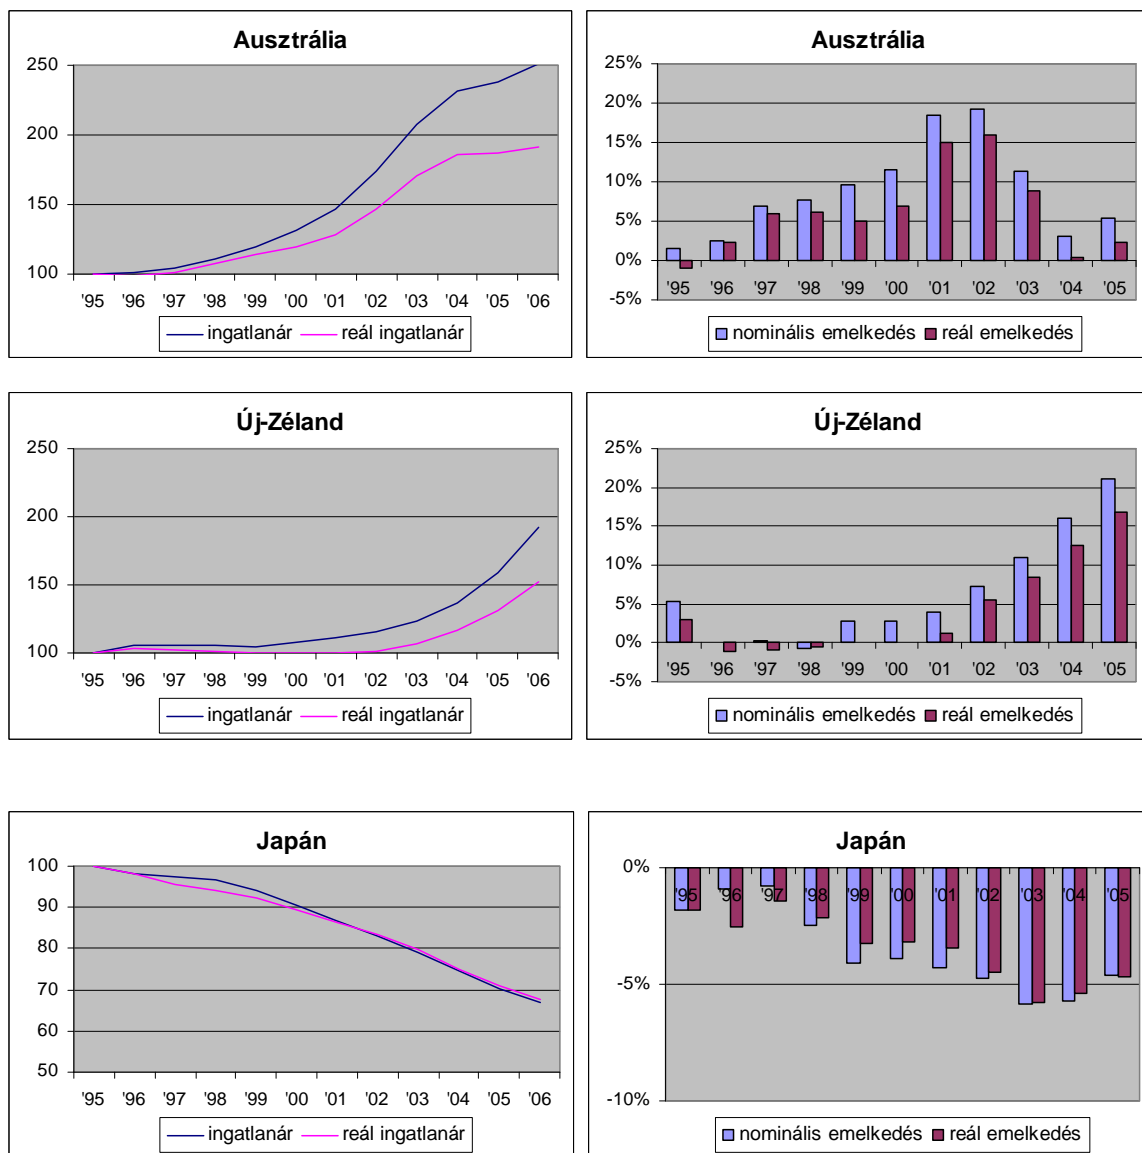 Ausztrália
250
200
150
100
'95 '96 '97 '98 '99 '00 '01 '02 '03 '04 '05 '06
ingatlanár reál ingatlanár
Ausztrália
25%
20%
15%
10%
5%
0%
-5%
'95 '96 '97 '98 '99 '00 '01 '02 '03 '04 '05
nominális emelkedés reál emelkedés
Új-Zéland
250
200
150
100
'95 '96 '97 '98 '99 '00 '01 '02 '03 '04 '05 '06
ingatlanár reál ingatlanár
Új-Zéland
25%
20%
15%
10%
5%
0%
-5%
'95 '96 '97 '98 '99 '00 '01 '02 '03 '04 '05
nominális emelkedés reál emelkedés
Japán
100
90
80
70
60
50
'95 '96 '97 '98 '99 '00 '01 '02 '03 '04 '05 '06
ingatlanár reál ingatlanár
Japán
0%
'95 '96 '97 '98 '99 '00 '01 '02 '03 '04 '05
-5%
-10%
nominális emelkedés reál emelkedés